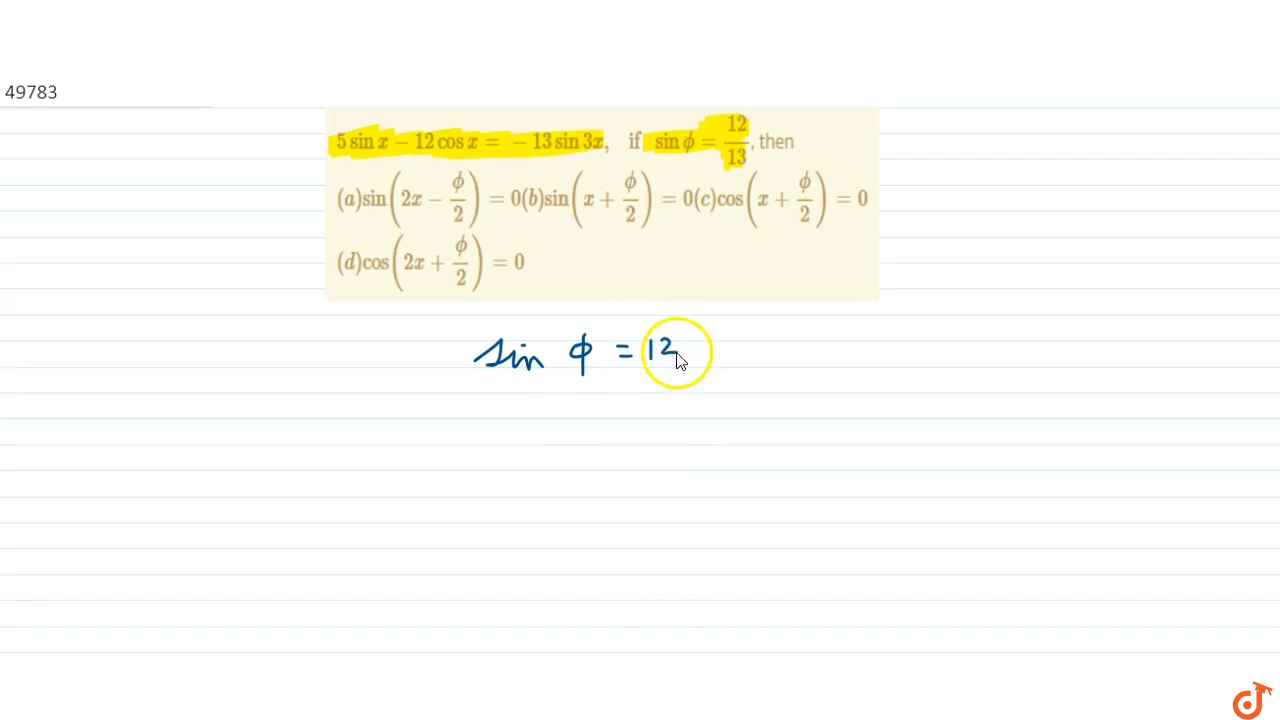 49783
5 sin x − 12 cos x = − 13 sin 3x, if sin ϕ = 12/13, then
(a)sin(2x − ϕ/2) = 0(b)sin(x + ϕ/2) = 0(c)cos(x + ϕ/2) = 0
(d)cos(2x + ϕ/2) = 0
sin ϕ = 12